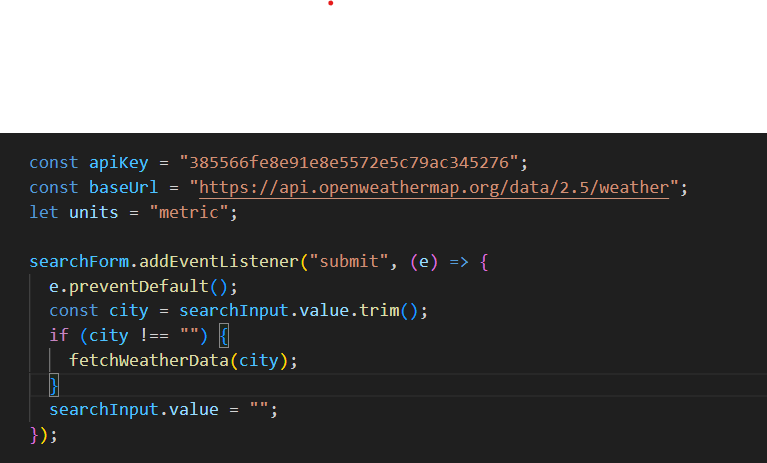 const apiKey = "385566fe8e91e8e5572e5c79ac345276";
const baseUrl = "https://api.openweathermap.org/data/2.5/weather";
let units = "metric";
searchForm.addEventListener("submit", (e) => {
e.preventDefault();
const city = searchInput.value.trim();
if (city !== "") {
fetchWeatherData(city);
}
searchInput.value = "";
});